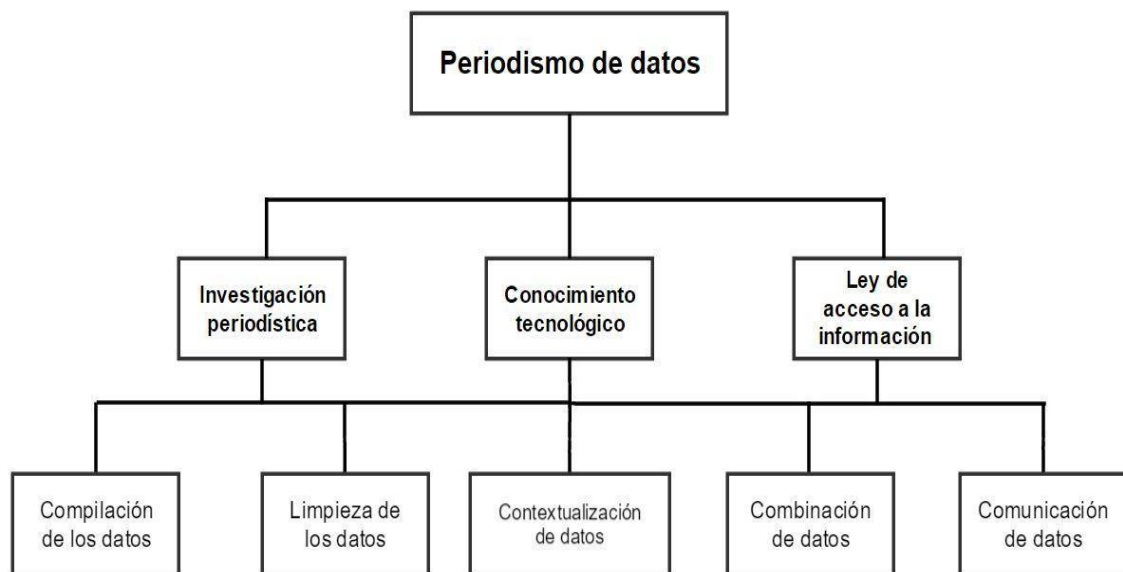 Periodismo de datos
Investigación
periodística
Conocimiento
tecnológico
Ley de
acceso a la
información
Compilación
de los datos
Limpieza de
los datos
Contextualización
de datos
Combinación
de datos
Comunicación
de datos